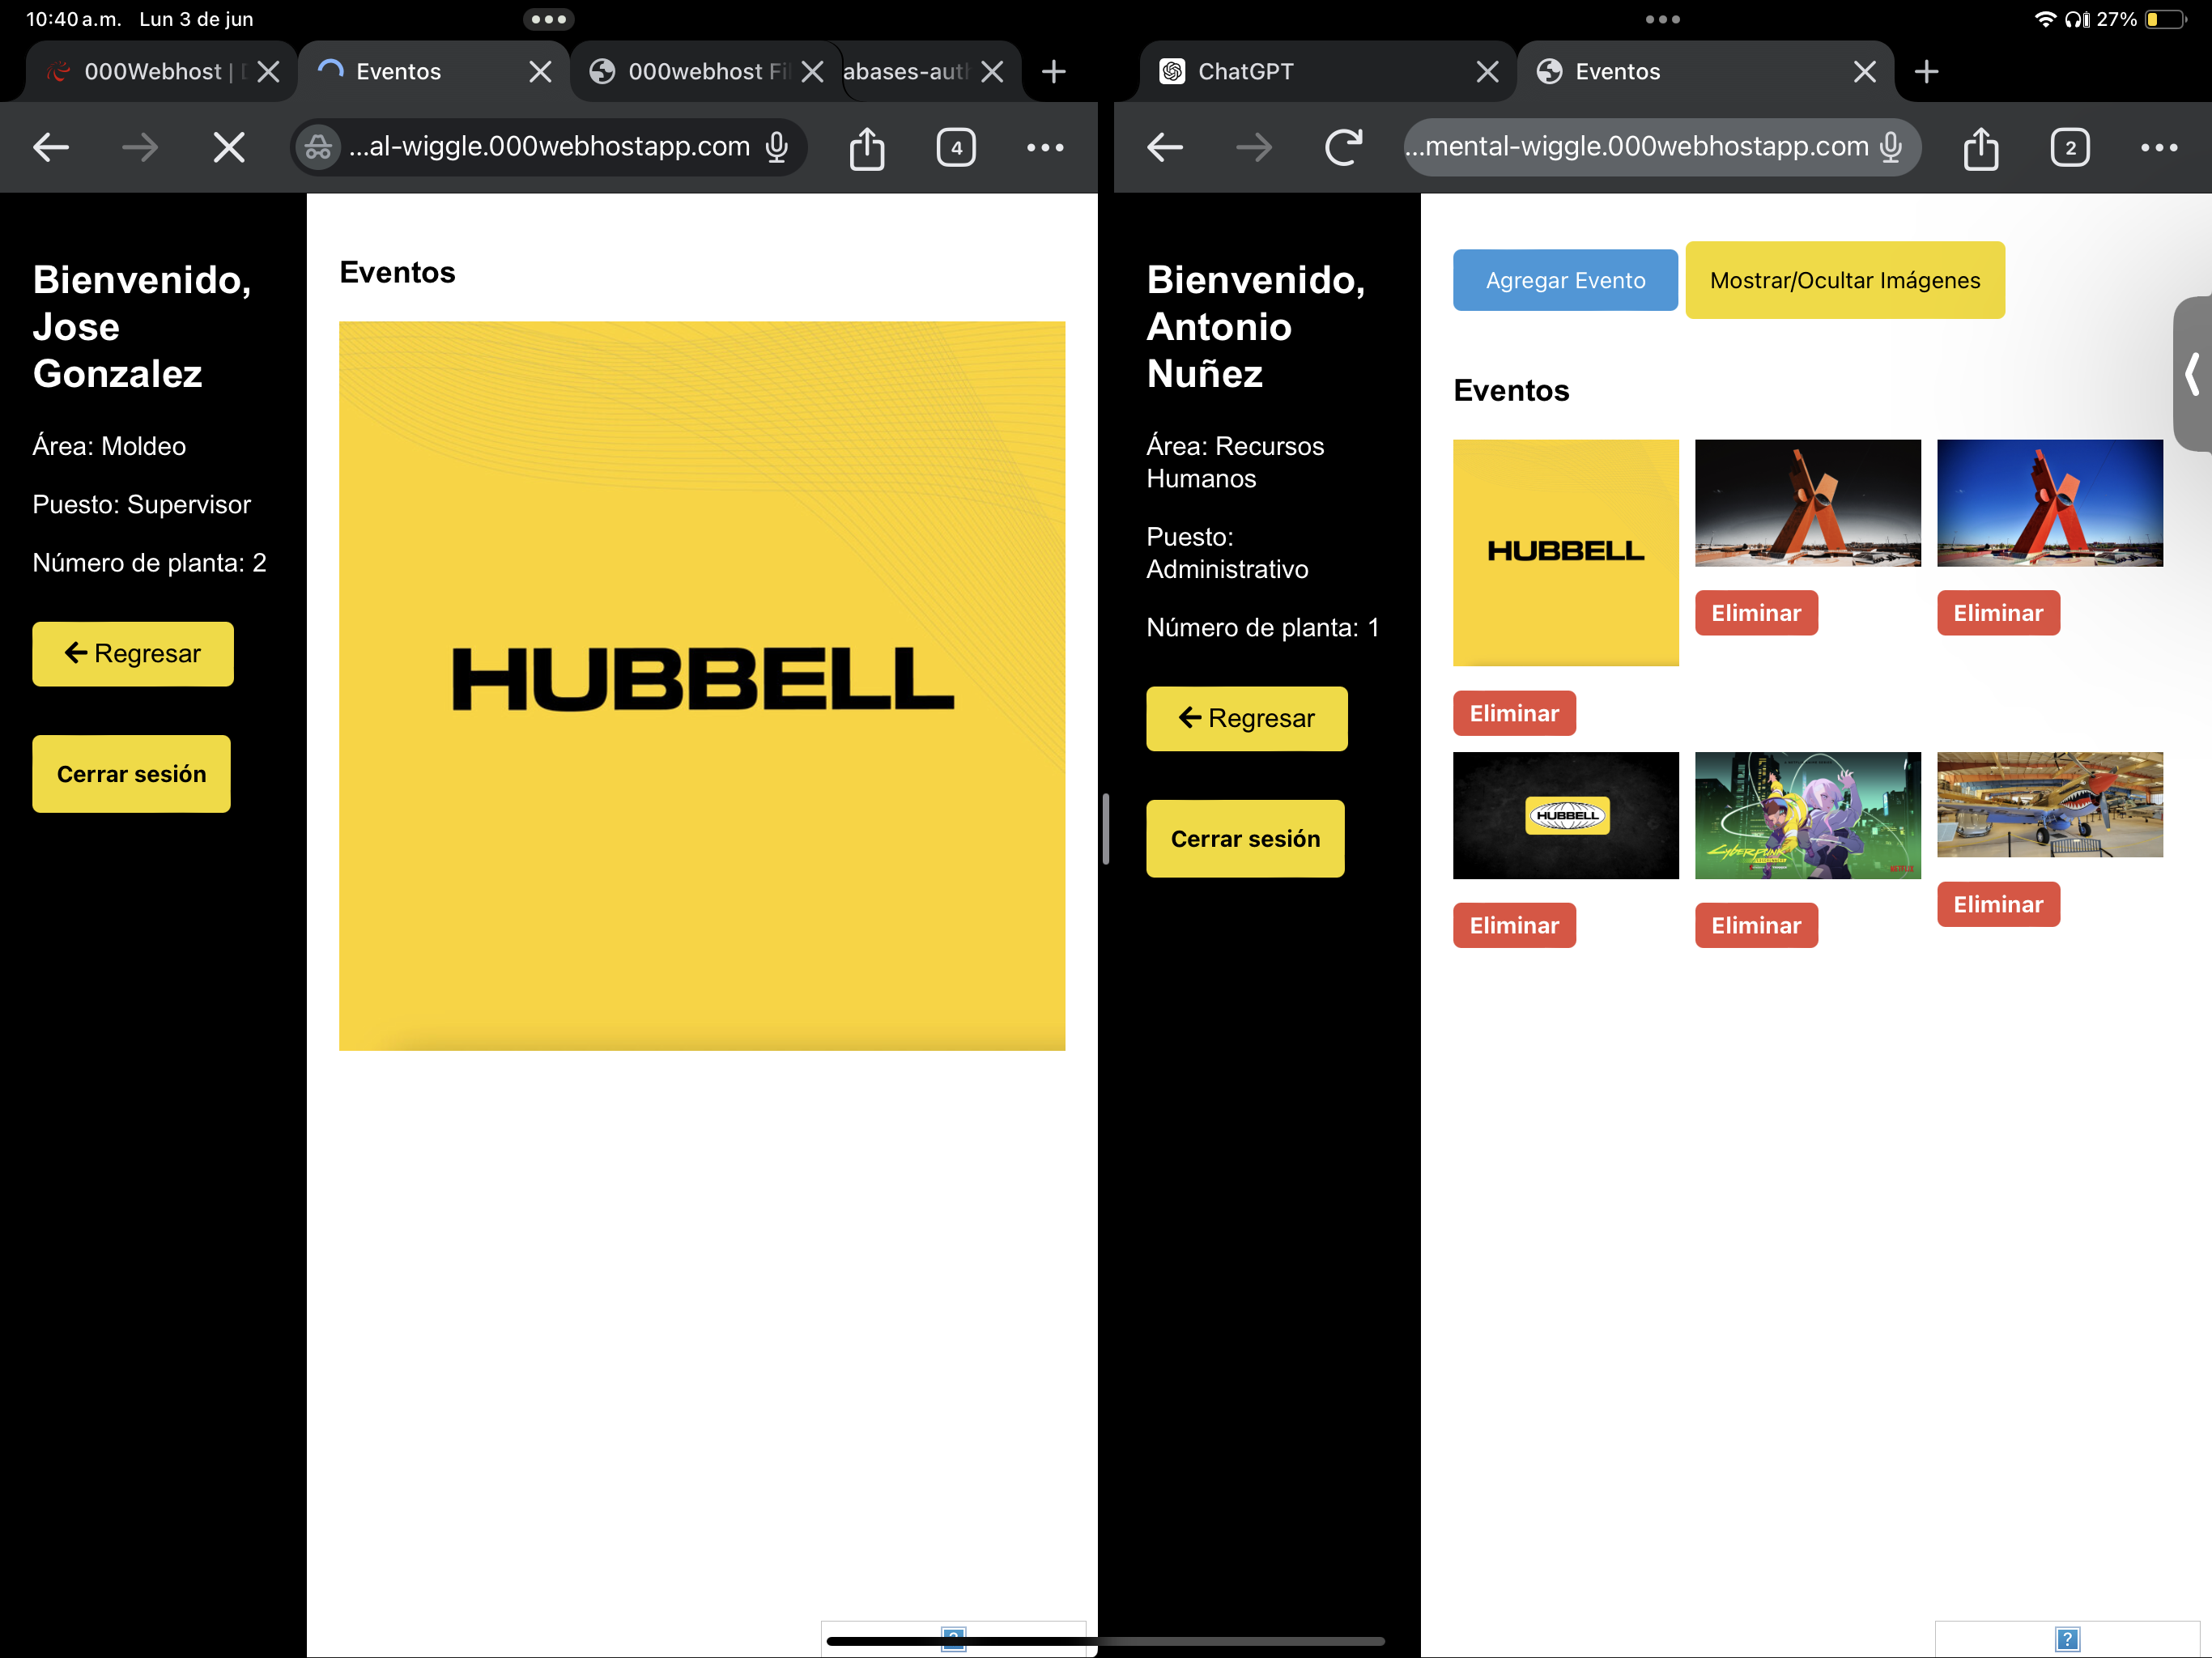 10:40 a.m. Lun 3 de jun
27%
000Webhost |
Eventos
000webhost Fi
abases-aut
...al-wiggle.000webhostapp.com
4
Bienvenido,
Jose
Gonzalez
Área: Moldeo
Puesto: Supervisor
Número de planta: 2
Regresar
Cerrar sesión
Eventos
HUBBELL
ChatGPT
Eventos
...mental-wiggle.000webhostapp.com
2
Bienvenido,
Antonio
Nuñez
Área: Recursos
Humanos
Puesto:
Administrativo
Número de planta: 1
Regresar
Cerrar sesión
Agregar Evento
Mostrar/Ocultar Imágenes
Eventos
HUBBELL
Eliminar
Eliminar
Eliminar
HUBBELL
CYBERPUNK
NETFLIX
Eliminar
Eliminar
Eliminar
?
?